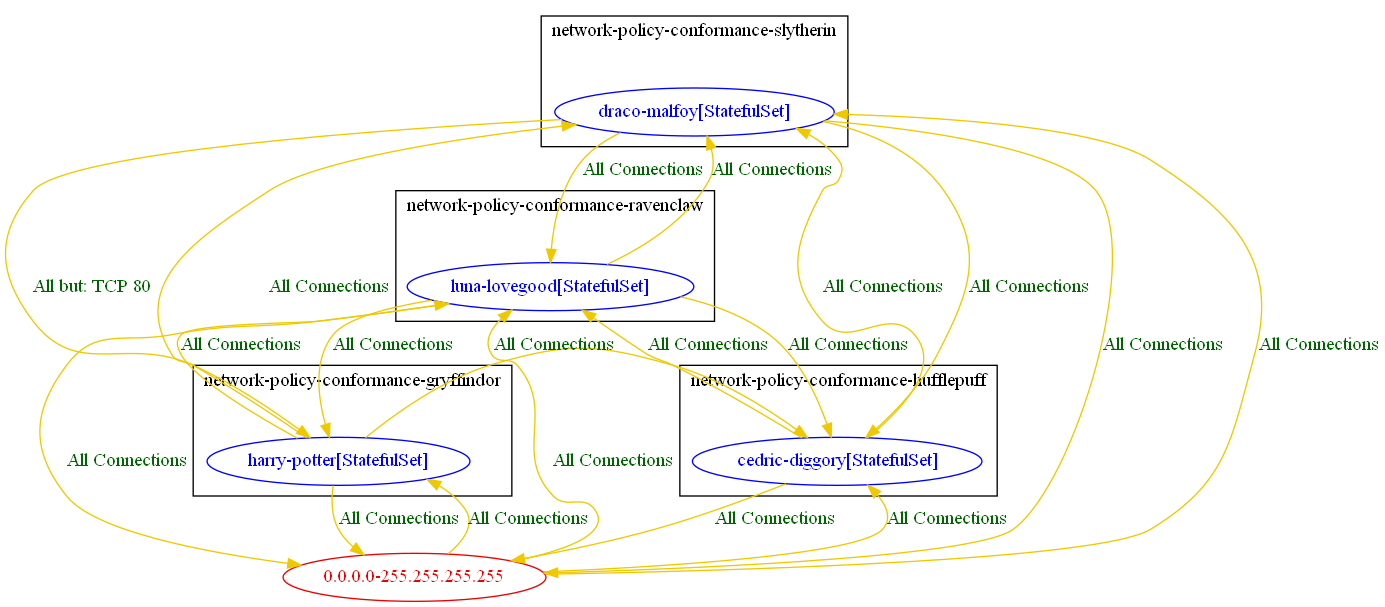 network-policy-conformance-slytherin
draco-malfoy[StatefulSet]
All Connections
All Connections
network-policy-conformance-ravenclaw
All but: TCP 80
All Connections
luna-lovegood[StatefulSet]
All Connections
All Connections
All Connections
All Connections
All Connections
All Connections
All Connections
All Connections
All Connections
network-policy-conformance-gryffindor
network-policy-conformance-hufflepuff
All Connections
harry-potter[StatefulSet]
All Connections
cedric-diggory[StatefulSet]
All Connections
All Connections
All Connections
All Connections
0.0.0.0-255.255.255.255